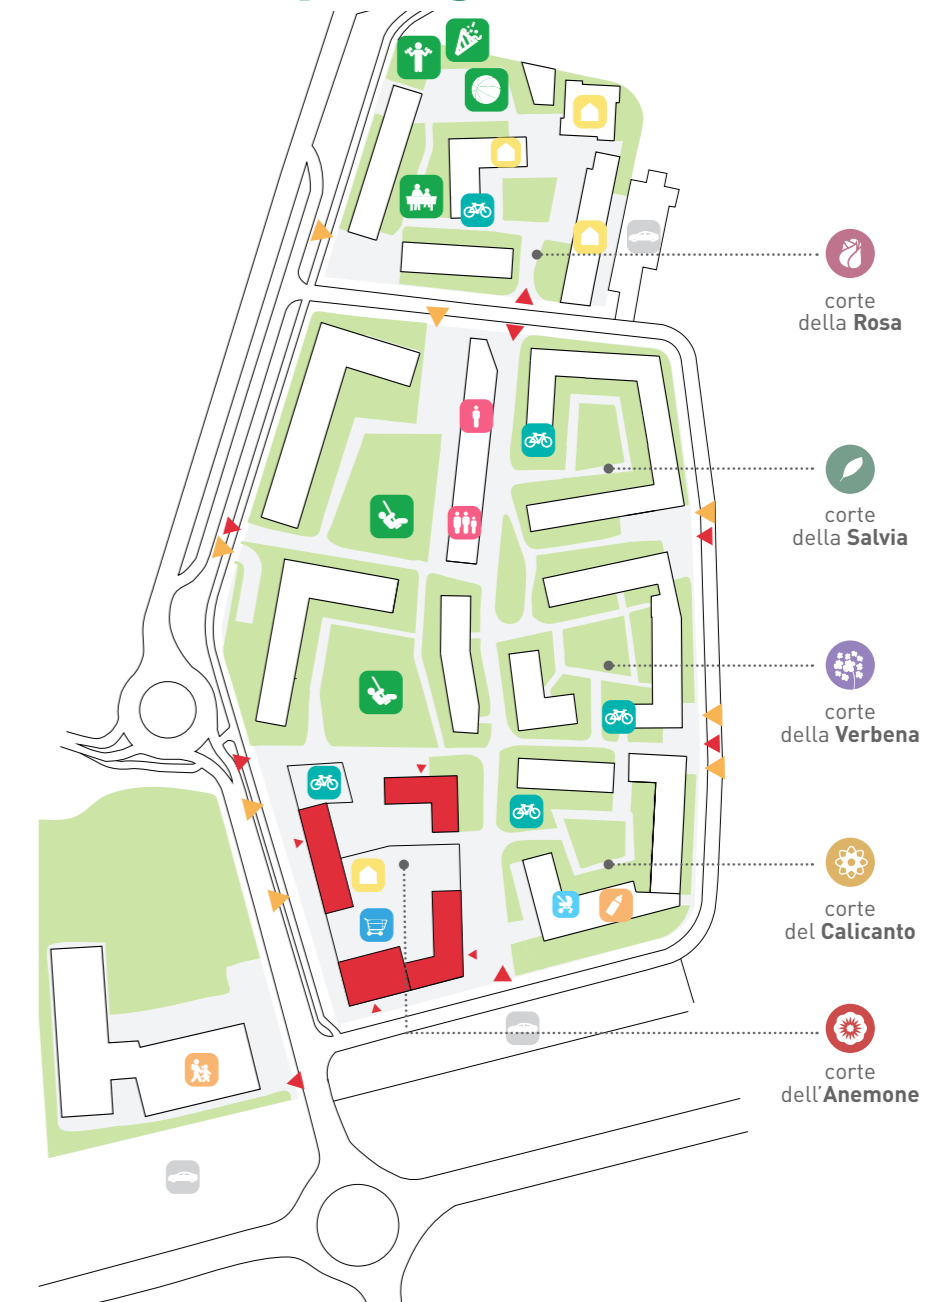 corte
della Rosa
corte
della Salvia
corte
della Verbena
corte
del Calicanto
corte
dell'Anemone